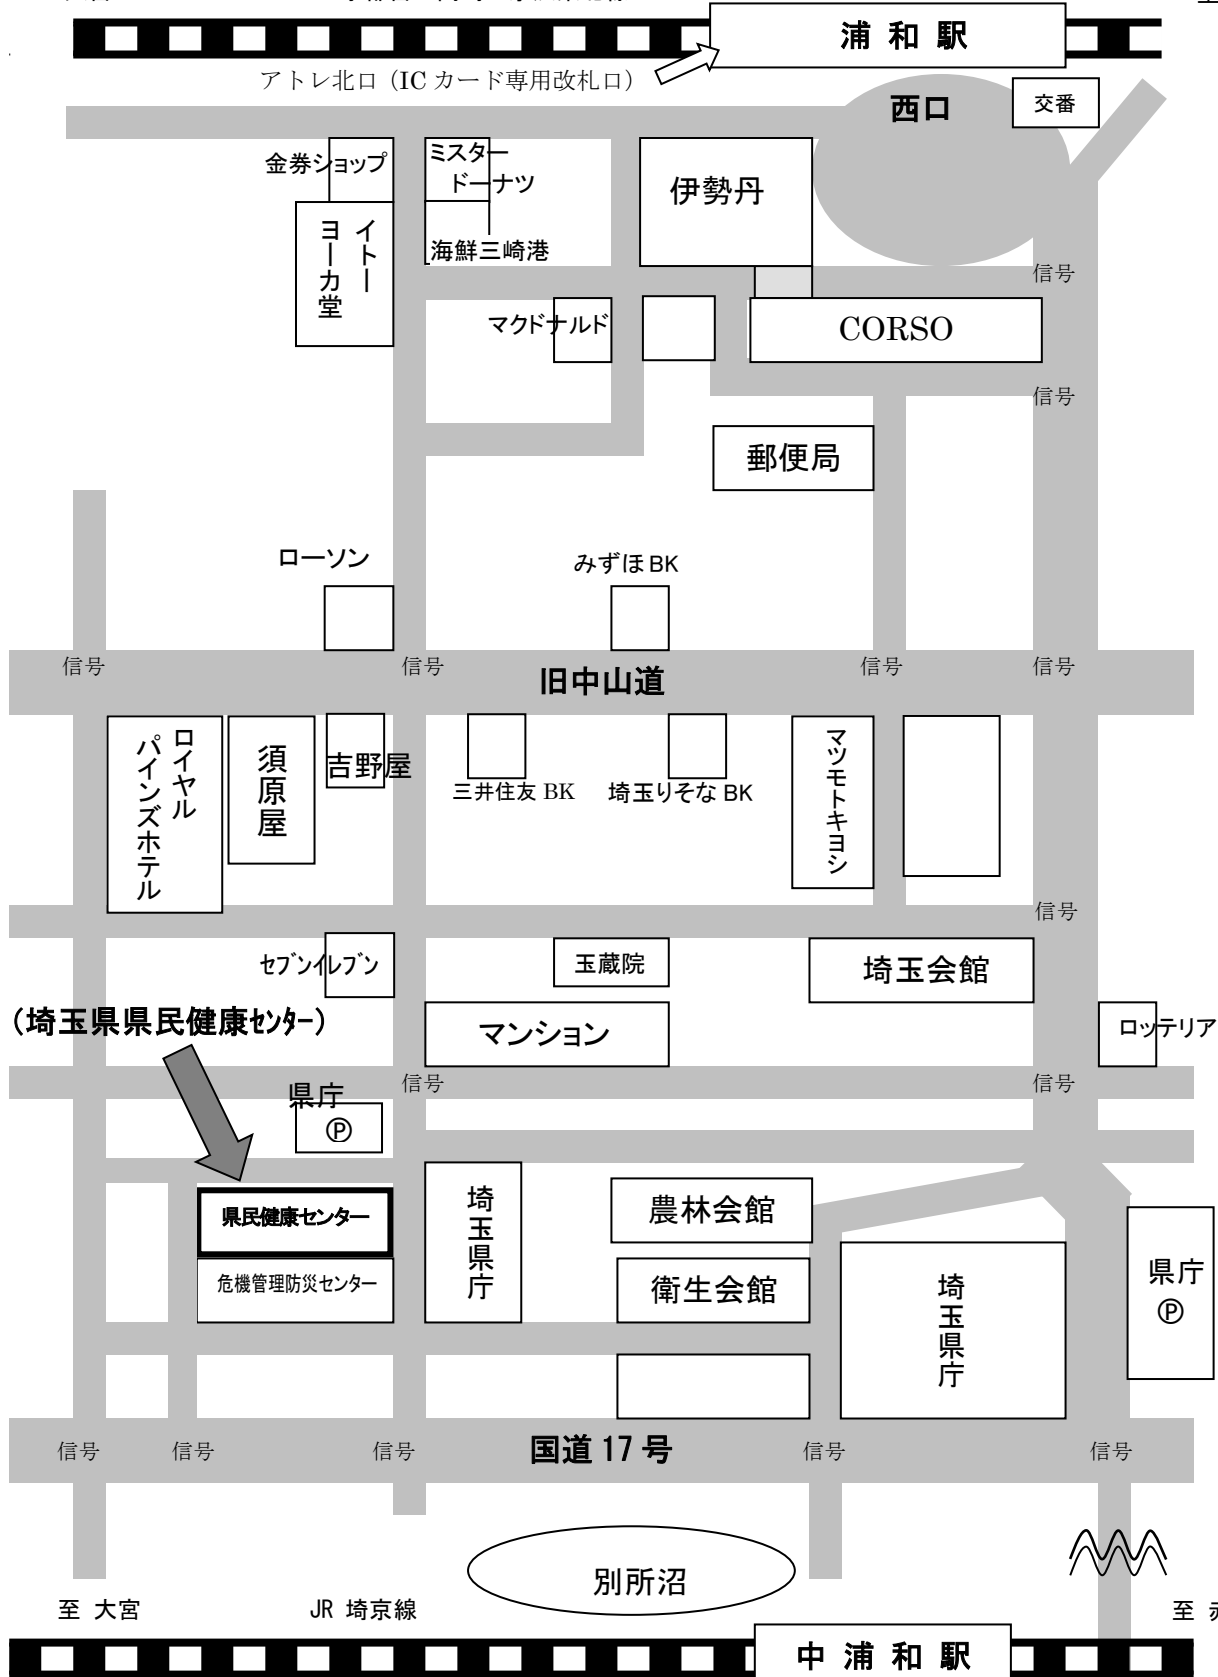 浦和駅
アトレ北口（ICカード専用改札口）
西口
交番
金券ショップ
ミスター
ドーナツ
伊勢丹
イトー
ヨーカ堂
海鮮三崎港
信号
マクドナルド
CORSO
信号
郵便局
ローソン
みずほBK
信号
信号
信号
信号
旧中山道
ロイヤル
パインズホテル
須原屋
吉野屋
三井住友 BK
埼玉りそな BK
マツモトキヨシ
信号
セブンイレブン
玉蔵院
埼玉会館
（埼玉県県民健康センター）
マンション
ロッテリア
信号
信号
県庁
Ⓟ
県民健康センター
埼玉県庁
農林会館
危機管理防災センター
衛生会館
埼玉県庁
県庁
Ⓟ
信号
信号
信号
国道17号
信号
信号
別所沼
至 大宮
JR 埼京線
至
中浦和駅